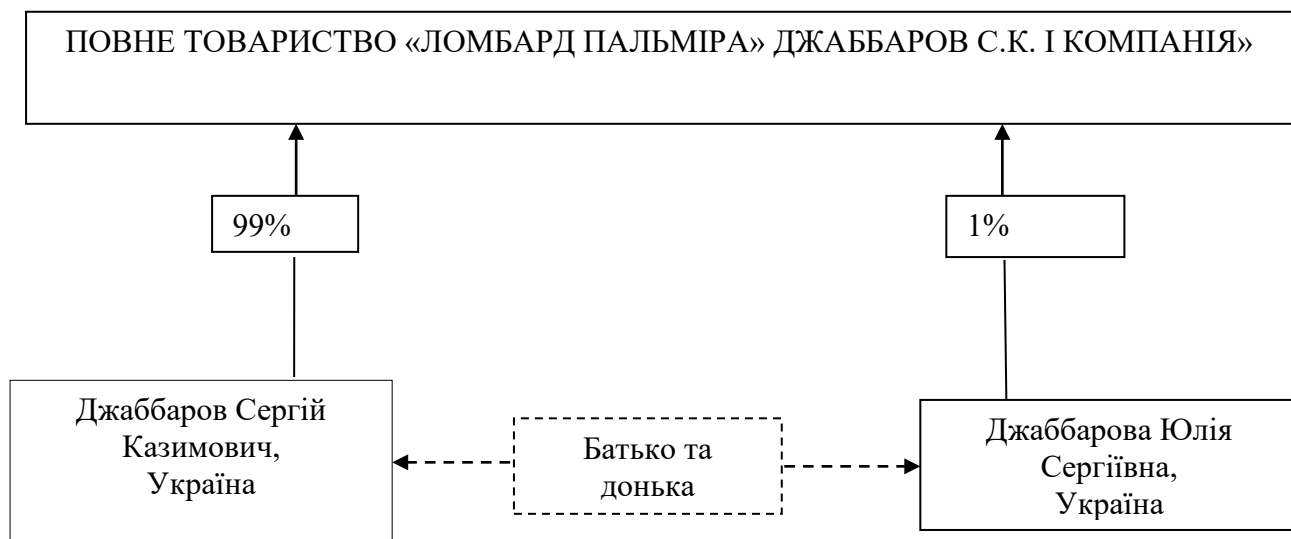 ПОВНЕ ТОВАРИСТВО «ЛОМБАРД ПАЛЬМІРА» ДЖАББАРОВ С.К. І КОМПАНІЯ»
99%
1%
Джаббаров Сергій
Казимович,
Україна
Батько та
донька
Джаббарова Юлія
Сергіївна,
Україна